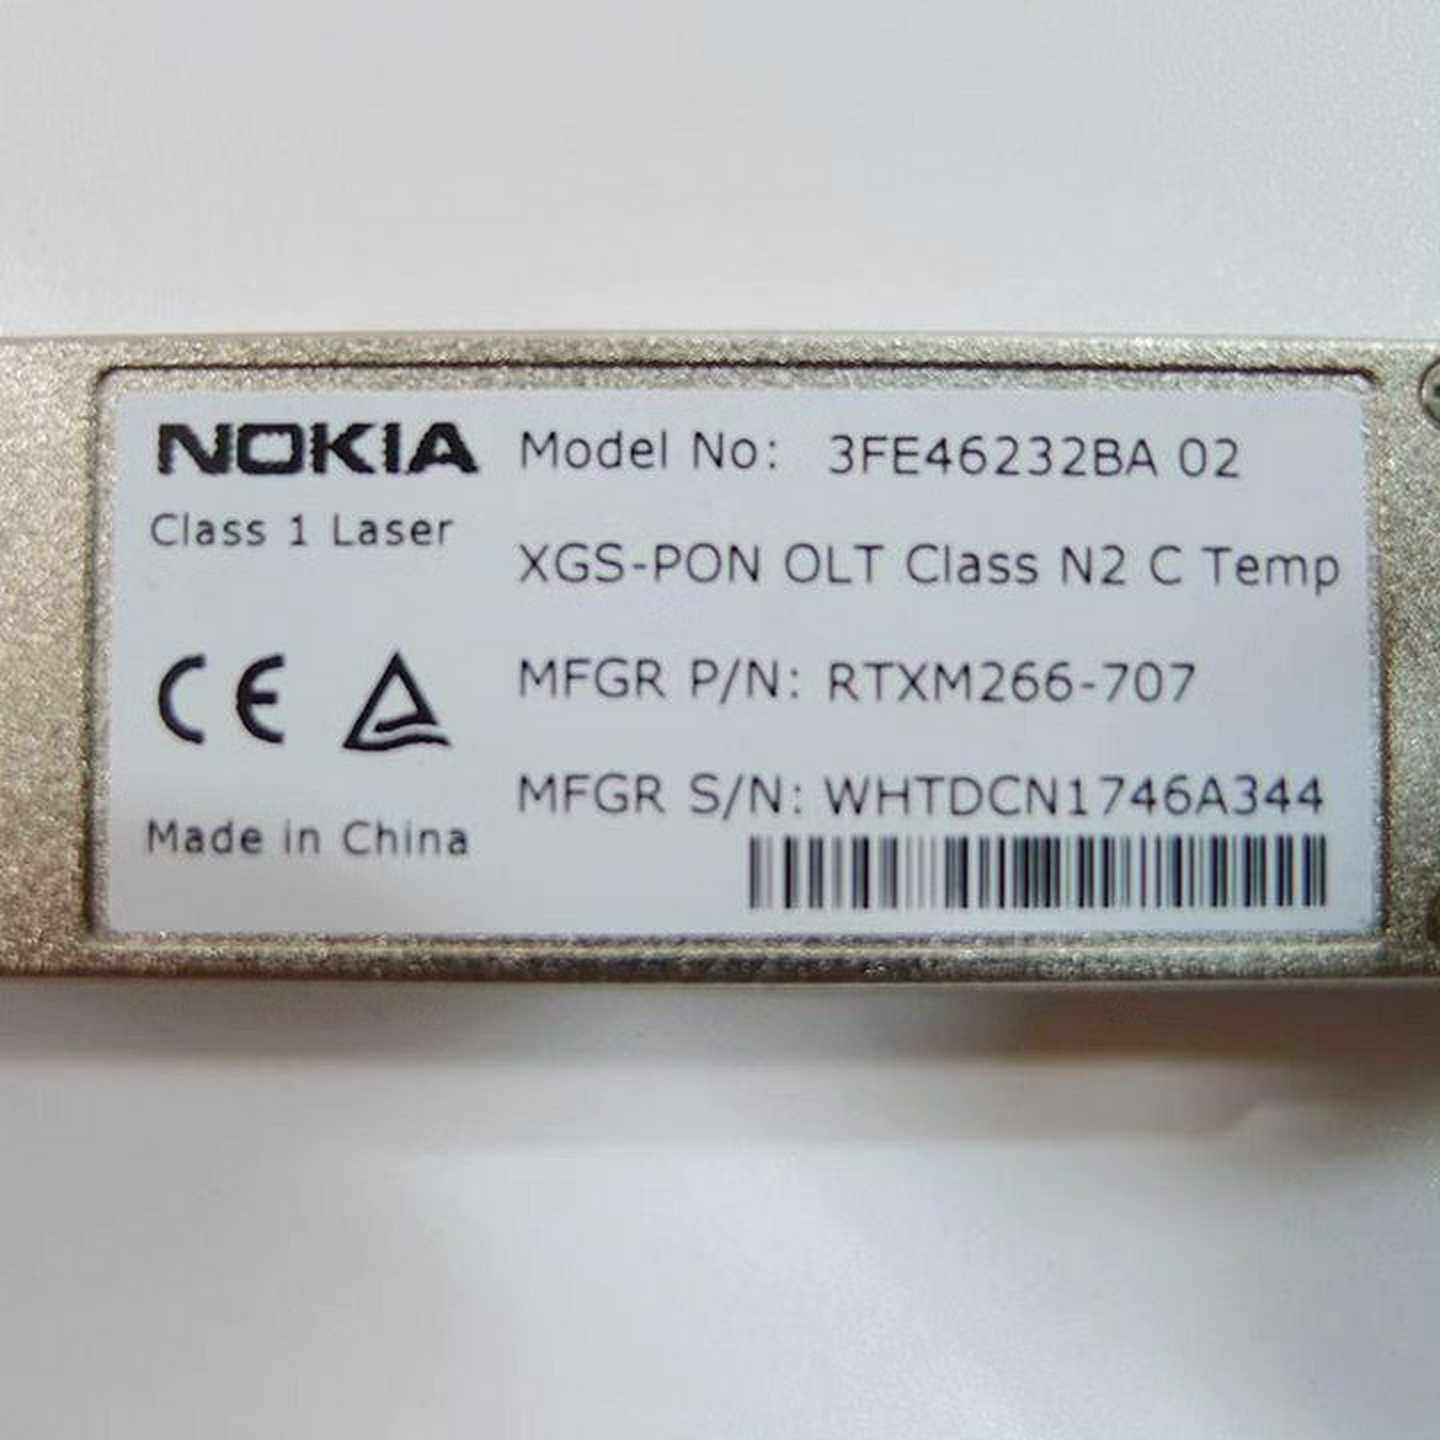 NOKIA
Class 1 Laser
CE
Made in China
Model No: 3FE46232BA 02
XGS-PON OLT Class N2 C Temp
MFGR P/N: RTXM266-707
MFGR S/N: WHTDCN1746A344